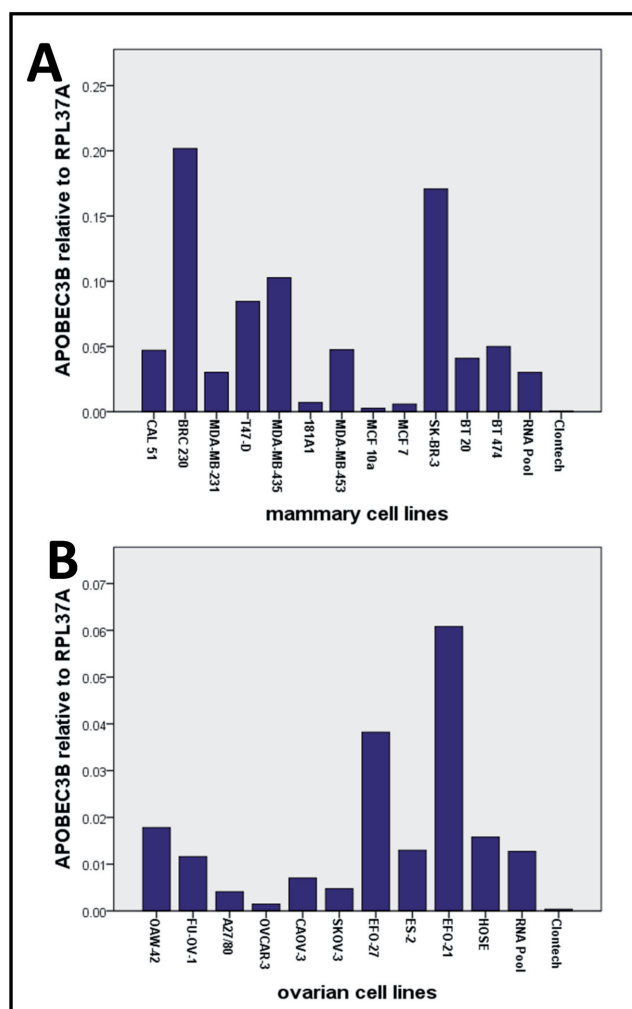 A
APOBEC3B relative to RPL37A
0.25
0.20
0.15
0.10
0.05
0.00
CAL 51
BRC 230
MDA-MB-231
T47-D
MDA-MB-435
181A1
MDA-MB-453
MCF 10a
MCF 7
SK-BR-3
BT 20
BT 474
RNA Pool
Clontech
mammary cell lines
B
APOBEC3B relative to RPL37A
0.07
0.06
0.05
0.04
0.03
0.02
0.01
0.00
OAW-42
FU-OV-1
A27/80
OVCAR-3
CAOV-3
SKOV-3
EFO-27
ES-2
EFO-21
HOSE
RNA Pool
Clontech
ovarian cell lines